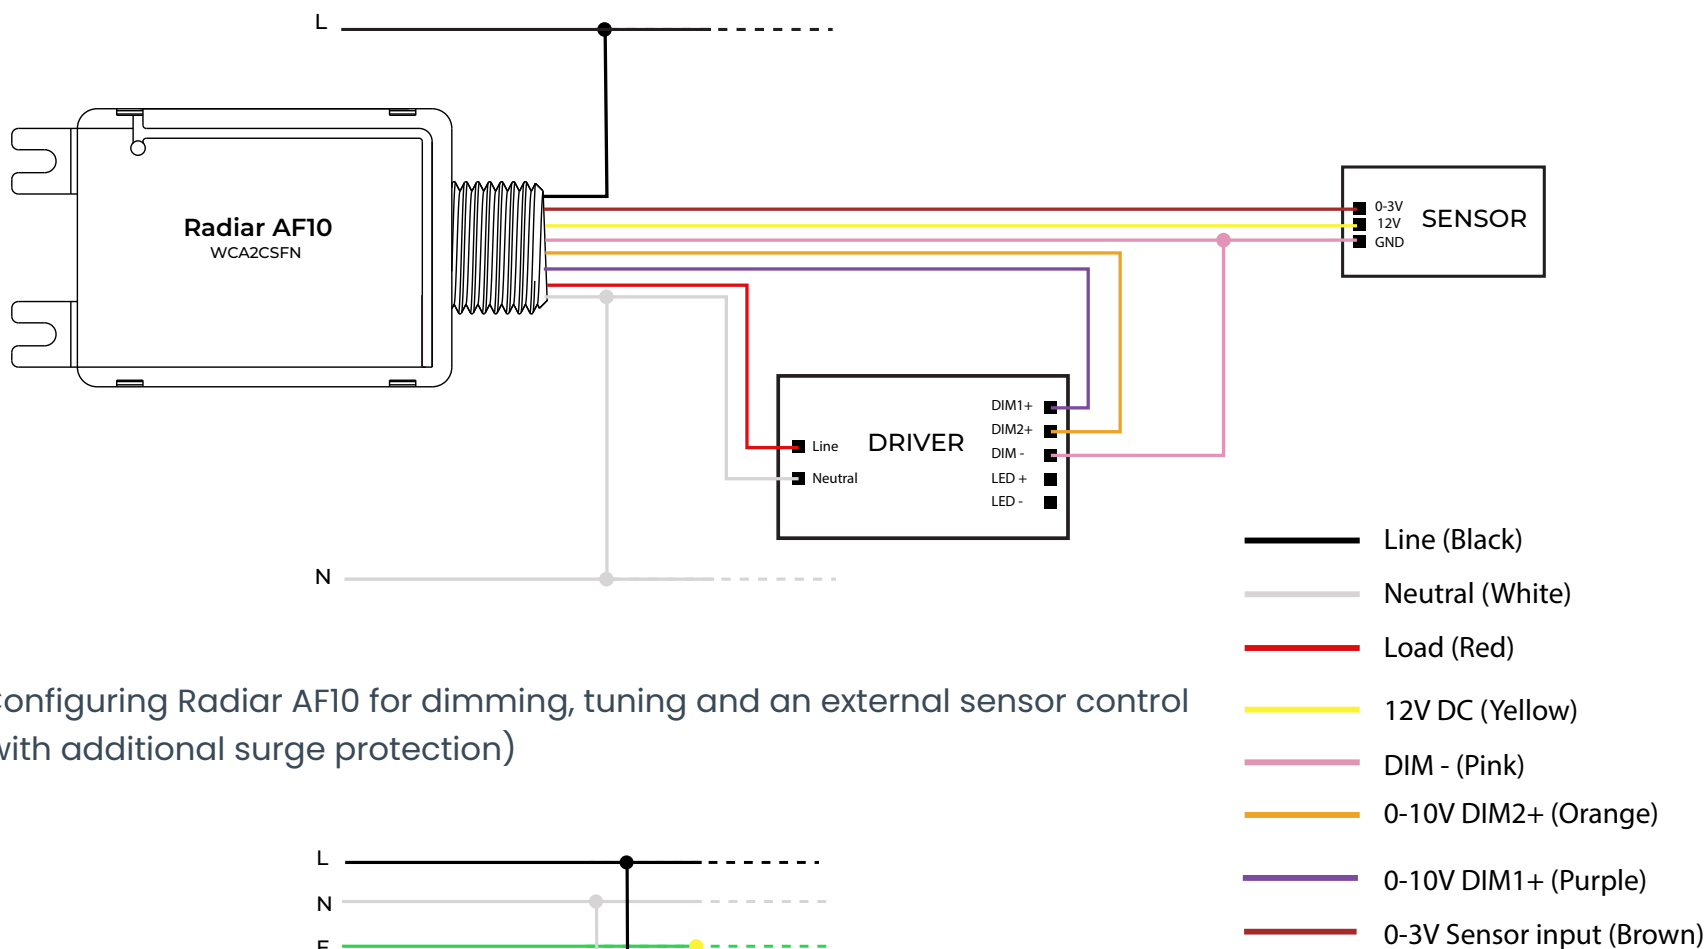 L
Radiar AF10
WCA2CSFN
0-3V
12V
GND
SENSOR
DIM1+
DIM2+
DIM -
LED +
LED -
Line
DRIVER
Neutral
N
Line (Black)
Neutral (White)
Load (Red)
12V DC (Yellow)
DIM - (Pink)
0-10V DIM2+ (Orange)
0-10V DIM1+ (Purple)
0-3V Sensor input (Brown)
Configuring Radiar AF10 for dimming, tuning and an external sensor control
with additional surge protection)
L
N